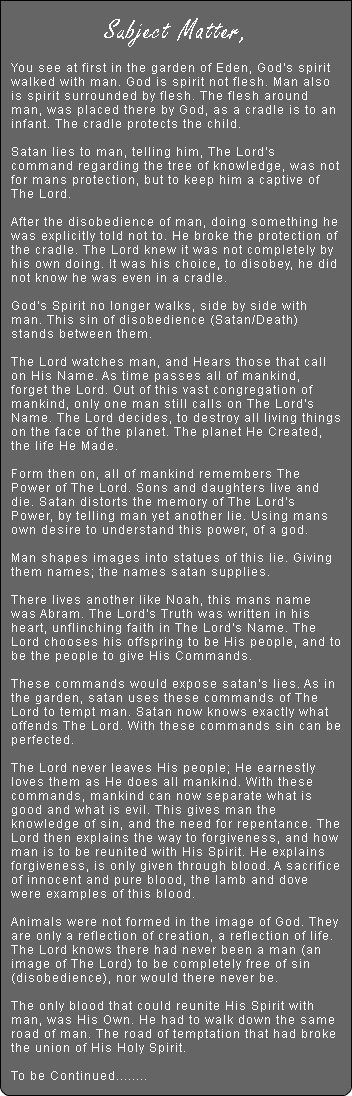 Subject Matter,
You see at first in the garden of Eden, God's spirit
walked with man. God is spirit not flesh. Man also
is spirit surrounded by flesh. The flesh around
man, was placed there by God, as a cradle is to an
infant. The cradle protects the child.
Satan lies to man, telling him, The Lord's
command regarding the tree of knowledge, was not
for mans protection, but to keep him a captive of
The Lord.
After the disobedience of man, doing something he
was explicitly told not to. He broke the protection of
the cradle. The Lord knew it was not completely by
his own doing. It was his choice, to disobey, he did
not know he was even in a cradle.
God's Spirit no longer walks, side by side with
man. This sin of disobedience (Satan/Death)
stands between them.
The Lord watches man, and Hears those that call
on His Name. As time passes all of mankind,
forget the Lord. Out of this vast congregation of
mankind, only one man still calls on The Lord's
Name. The Lord decides, to destroy all living things
on the face of the planet. The planet He Created,
the life He Made.
Form then on, all of mankind remembers The
Power of The Lord. Sons and daughters live and
die. Satan distorts the memory of The Lord's
Power, by telling man yet another lie. Using mans
own desire to understand this power, of a god.
Man shapes images into statues of this lie. Giving
them names; the names satan supplies.
There lives another like Noah, this mans name
was Abram. The Lord's Truth was written in his
heart, unflinching faith in The Lord's Name. The
Lord chooses his offspring to be His people, and to
be the people to give His Commands.
These commands would expose satan's lies. As in
the garden, satan uses these commands of The
Lord to tempt man. Satan now knows exactly what
offends The Lord. With these commands sin can be
perfected.
The Lord never leaves His people; He earnestly
loves them as He does all mankind. With these
commands, mankind can now separate what is
good and what is evil. This gives man the
knowledge of sin, and the need for repentance. The
Lord then explains the way to forgiveness, and how
man is to be reunited with His Spirit. He explains
forgiveness, is only given through blood. A sacrifice
of innocent and pure blood, the lamb and dove
were examples of this blood.
Animals were not formed in the image of God. They
are only a reflection of creation, a reflection of life.
The Lord knows there had never been a man (an
image of The Lord) to be completely free of sin
(disobedience), nor would there never be.
The only blood that could reunite His Spirit with
man, was His Own. He had to walk down the same
road of man. The road of temptation that had broke
the union of His Holy Spirit.
To be Continued........